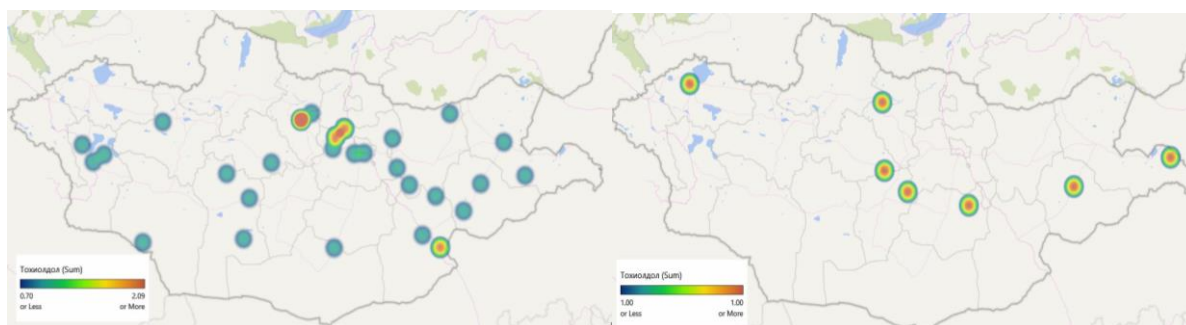 Тохиолдол (Sum)
0.70 2.09
or Less or More
Тохиолдол (Sum)
1.00 1.00
or Less or More